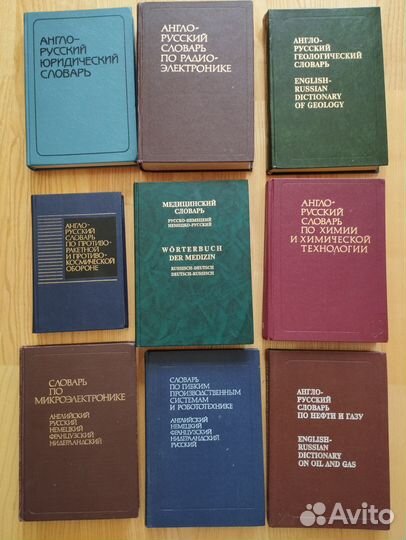 АНГЛО-
РУССКИЙ
ЮРИДИЧЕСКИЙ
СЛОВАРЬ
АНГЛО-
РУССКИЙ
СЛОВАРЬ
ПО РАДИО-
ЭЛЕКТРОНИКЕ
АНГЛО-
РУССКИЙ
ГЕОЛОГИЧЕСКИЙ
СЛОВАРЬ
ENGLISH-
RUSSIAN
DICTIONARY
OF GEOLOGY
АНГЛО-
РУССКИЙ
СЛОВАРЬ
ПО ПРОТИВО-
РАКЕТНОЙ
И ПРОТИВО-
КОСМИЧЕСКОЙ
ОБОРОНЕ
МЕДИЦИНСКИЙ
СЛОВАРЬ
РУССКО-НЕМЕЦКИЙ
НЕМЕЦКО-РУССКИЙ
WÖRTERBUCH
DER MEDIZIN
RUSSISCH-DEUTSCH
DEUTSCH-RUSSISCH
АНГЛО-
РУССКИЙ
СЛОВАРЬ
ПО ХИМИИ
И ХИМИЧЕСКОЙ
ТЕХНОЛОГИИ
СЛОВАРЬ
ПО
МИКРОЭЛЕКТРОНИКЕ
АНГЛИЙСКИЙ
РУССКИЙ
НЕМЕЦКИЙ
ФРАНЦУЗСКИЙ
НИДЕРЛАНДСКИЙ
СЛОВАРЬ
ПО ГИБКИМ
ПРОИЗВОДСТВЕННЫМ
СИСТЕМАМ
И РОБОТОТЕХНИКЕ
АНГЛИЙСКИЙ
НЕМЕЦКИЙ
ФРАНЦУЗСКИЙ
НИДЕРЛАНДСКИЙ
РУССКИЙ
АНГЛО-
РУССКИЙ
СЛОВАРЬ
ПО НЕФТИ И ГАЗУ
ENGLISH-
RUSSIAN
DICTIONARY
ON OIL AND GAS
Avito